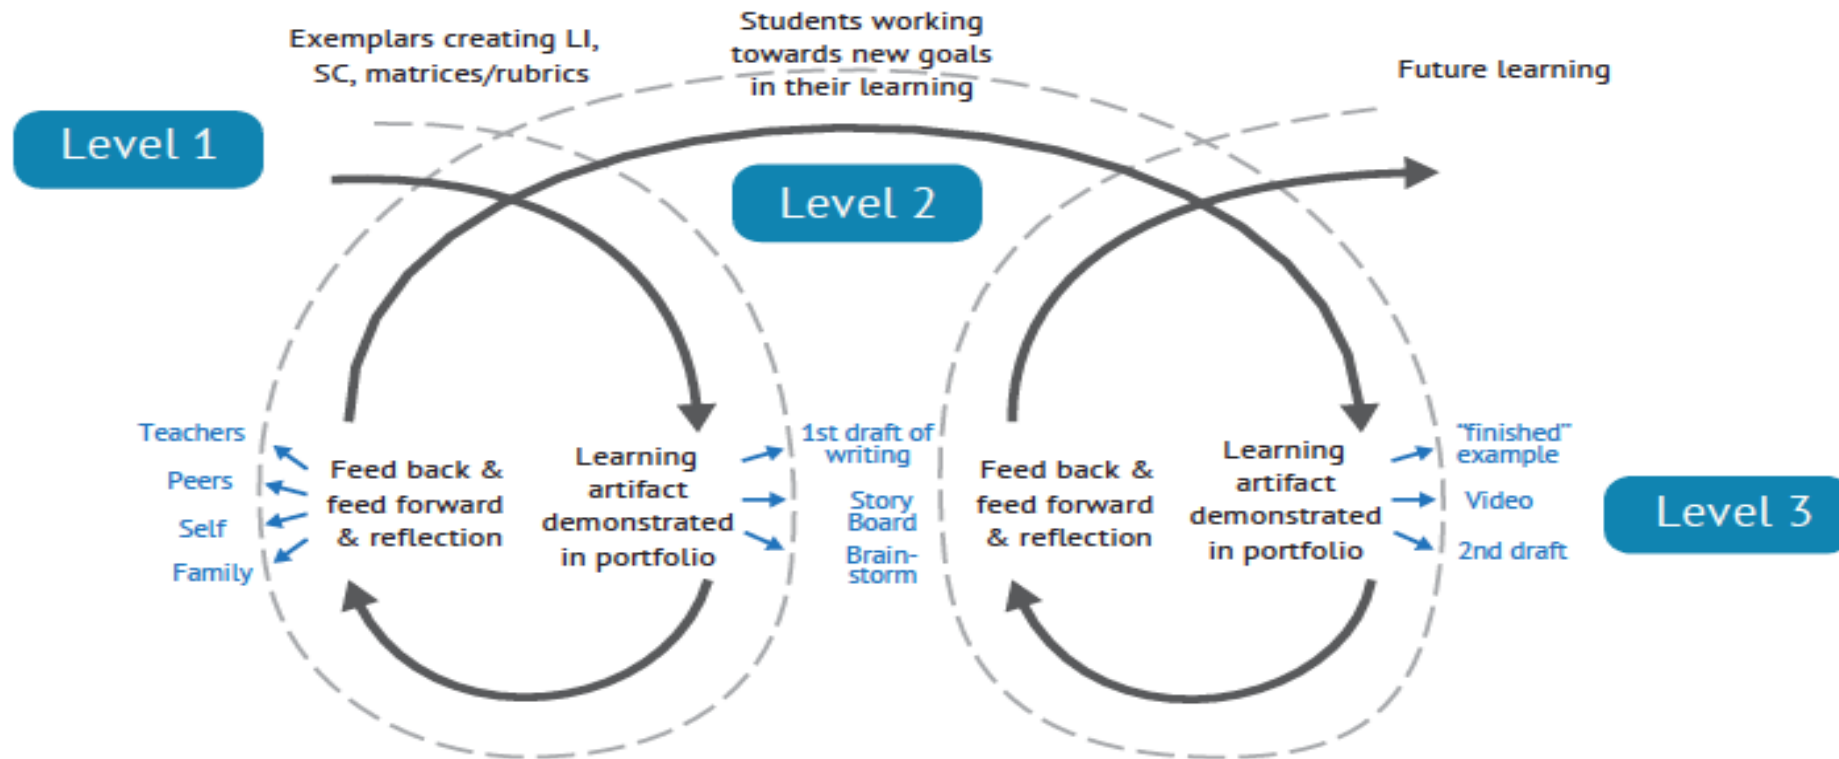 Exemplars creating LI,
SC, matrices/rubrics
Students working
towards new goals
in their learning
Future learning
Level 1
Level 2
Teachers
Peers
Self
Family
Feed back &
feed forward
& reflection
Learning
artifact
demonstrated
in portfolio
1st draft of
writing
Story
Board
Brain-
storm
Feed back &
feed forward
& reflection
Learning
artifact
demonstrated
in portfolio
“finished”
example
Video
2nd draft
Level 3